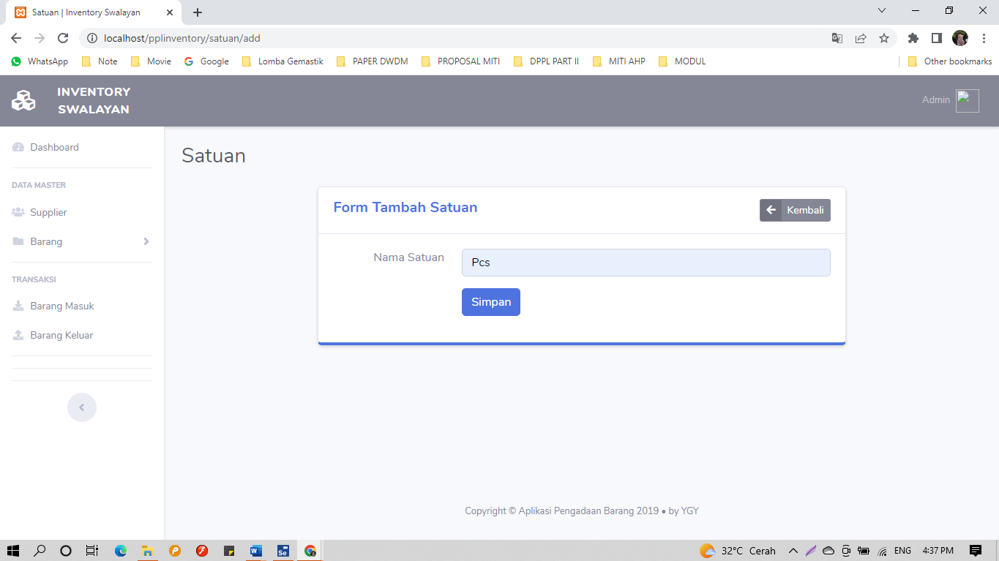 Satuan | Inventory Swalayan
localhost/pplinventory/satuan/add
WhatsApp Note Movie Google Lomba Gemastik PAPER DWDM PROPOSAL MITI DPPL PART II MITI AHP MODUL Other bookmarks
INVENTORY
SWALAYAN
Admin
Dashboard
DATA MASTER
Supplier
Barang
TRANSAKSI
Barang Masuk
Barang Keluar
Satuan
Form Tambah Satuan
Kembali
Nama Satuan
Pcs
Simpan
Copyright © Aplikasi Pengadaan Barang 2019 • by YGY
32°C Cerah ENG 4:37 PM